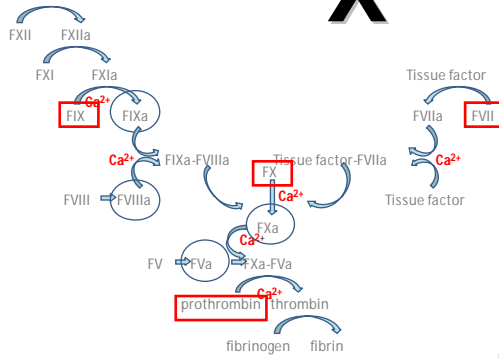 X
FXII FXIIa
FXI FXIa Tissue factor
Ca2+
FIX FIXa FVIIa FVII
Ca2+ FIXa-FVIIIa Tissue factor-FVIIa Ca2+
FX
Ca2+
FVIII FVIIIa Tissue factor
FXa
Ca2+
FV FVa FXa-FVa
Ca2+
prothrombin thrombin
fibrinogen fibrin